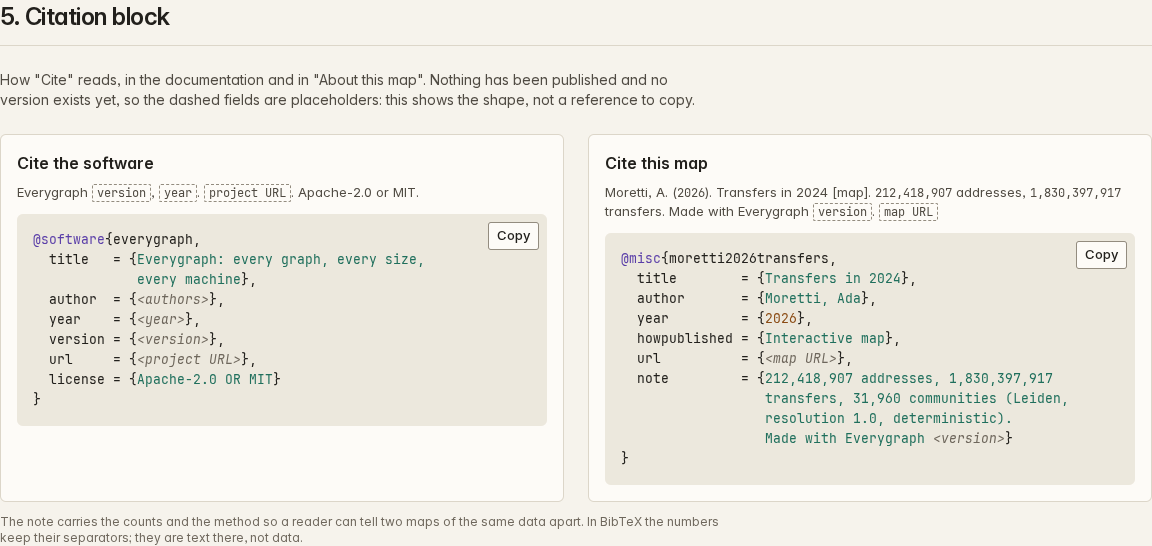 5. Citation block
How "Cite" reads, in the documentation and in "About this map". Nothing has been published and no
version exists yet, so the dashed fields are placeholders: this shows the shape, not a reference to copy.
Cite the software
Everygraph version, year. project URL. Apache-2.0 or MIT.
Copy
@software{everygraph,
  title   = {Everygraph: every graph, every size,
             every machine},
  author  = {<authors>},
  year    = {<year>},
  version = {<version>},
  url     = {<project URL>},
  license = {Apache-2.0 OR MIT}
}
Cite this map
Moretti, A. (2026). Transfers in 2024 [map]. 212,418,907 addresses, 1,830,397,917
transfers. Made with Everygraph version. map URL
Copy
@misc{moretti2026transfers,
  title        = {Transfers in 2024},
  author       = {Moretti, Ada},
  year         = {2026},
  howpublished = {Interactive map},
  url          = {<map URL>},
  note         = {212,418,907 addresses, 1,830,397,917
                  transfers, 31,960 communities (Leiden,
                  resolution 1.0, deterministic).
                  Made with Everygraph <version>}
}
The note carries the counts and the method so a reader can tell two maps of the same data apart. In BibTeX the numbers
keep their separators; they are text there, not data.